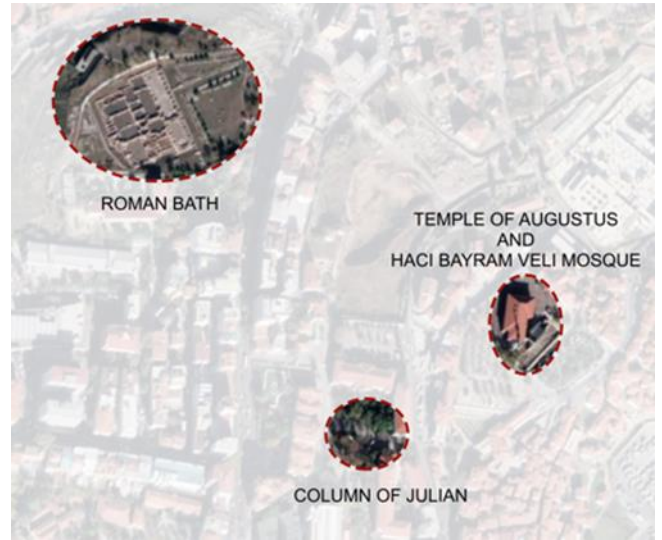 ROMAN BATH
TEMPLE OF AUGUSTUS
AND
HACI BAYRAM VELI MOSQUE
COLUMN OF JULIAN